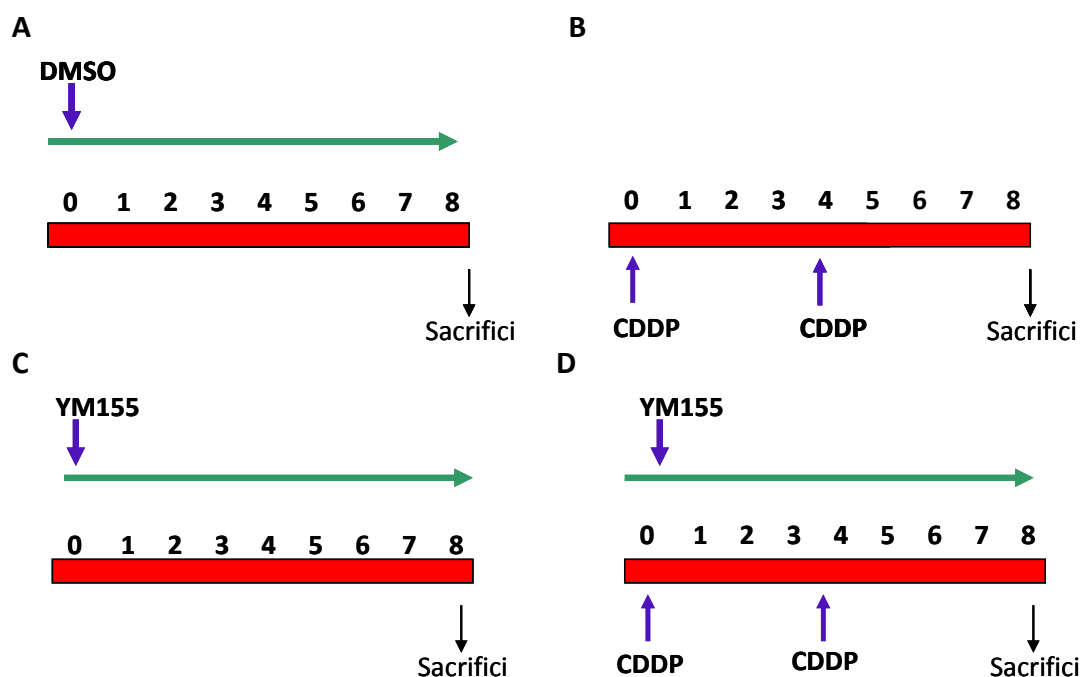 A
DMSO
0 1 2 3 4 5 6 7 8
Sacrifici
B
0 1 2 3 4 5 6 7 8
CDDP CDDP Sacrifici
C
YM155
0 1 2 3 4 5 6 7 8
Sacrifici
D
YM155
0 1 2 3 4 5 6 7 8
CDDP CDDP Sacrifici